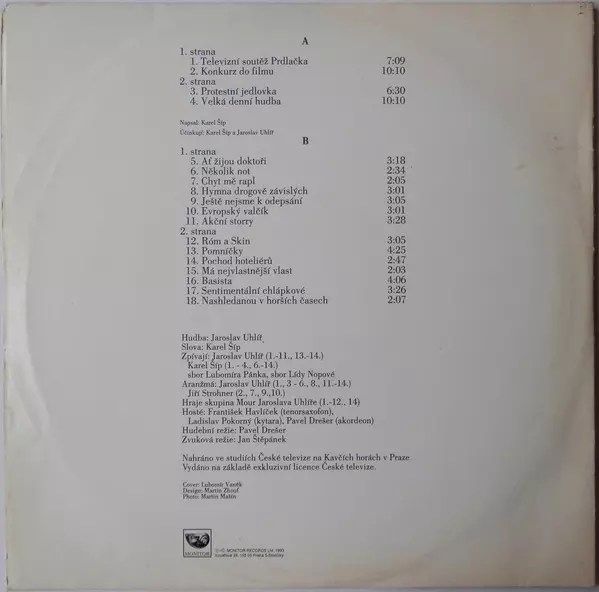 A
1. strana
1. Televizní soutěž Prdlačka 7:09
2. Konkurz do filmu 10:10
2. strana
3. Protestní jedlovka 6:30
4. Velká denní hudba 10:10
Napsal: Karel Šíp
Účinkují: Karel Šíp a Jaroslav Uhlíř
B
1. strana
5. Ať žijou doktoři 3:18
6. Několik not 2:34
7. Chyt mě rapl 2:05
8. Hymna drogově závislých 3:01
9. Ještě nejsme k odepsání 3:05
10. Evropský valčík 3:01
11. Akční storry 3:28
2. strana
12. Róm a Skin 3:05
13. Pomníčky 4:25
14. Pochod hoteliérů 2:47
15. Má nejvlastnější vlast 2:03
16. Basista 4:06
17. Sentimentální chlápkové 3:26
18. Nashledanou v horších časech 2:07
Hudba: Jaroslav Uhlíř
Slova: Karel Šíp
Zpívají: Jaroslav Uhlíř (1.-11., 13.-14.)
Karel Šíp (1. - 4., 6.-14.)
sbor Lubomíra Pánka, sbor Lídy Nopové
Aranžmá: Jaroslav Uhlíř (1., 3 - 6., 8., 11.-14.)
Jiří Strohner (2., 7., 9.,10.)
Hraje skupina Mour Jaroslava Uhlíře (1.-12., 14)
Hosté: František Havlíček (tenorsaxofon),
Ladislav Pokorný (kytara), Pavel Drešer (akordeon)
Hudební režie: Pavel Drešer
Zvuková režie: Jan Štěpánek
Nahráno ve studiích České televize na Kavčích horách v Praze
Vydáno na základě exkluzivní licence České televize.
Cover: Lubomír Vaněk
Design: Martin Zhouf
Photo: Martin Mařín
MONITOR
MONITOR RECORDS Ltd 1993